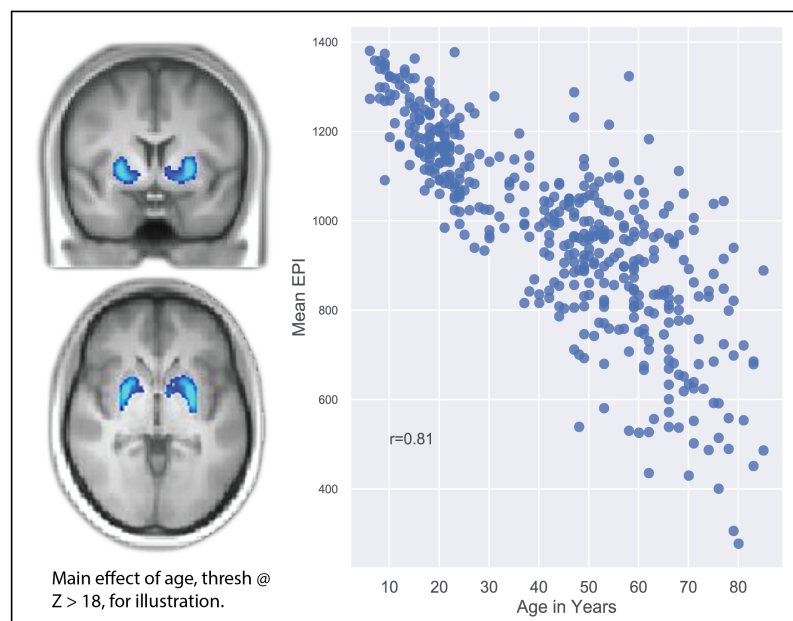 Main effect of age, thresh @
Z > 18, for illustration.
Mean EPI
1400
1200
1000
800
600
400
r=0.81
10 20 30 40 50 60 70 80
Age in Years